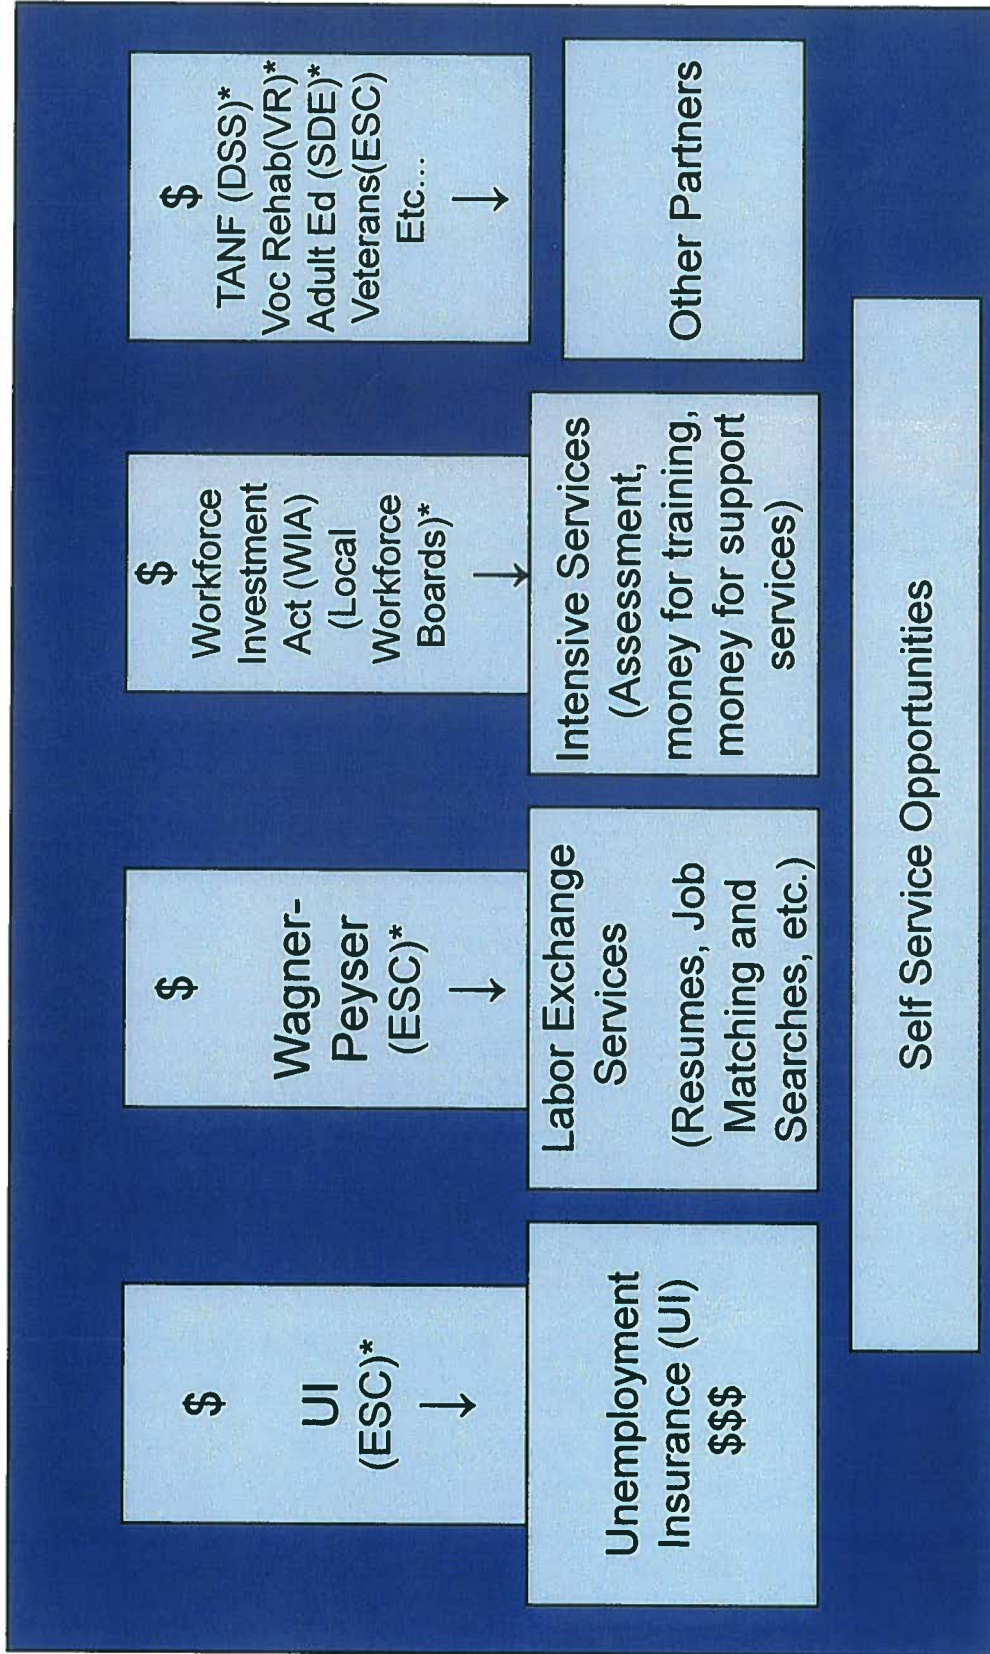 $
UI
(ESC)*
↓
Unemployment
Insurance (UI)
$$$
$
Wagner-
Peyser
(ESC)*
↓
Labor Exchange
Services
(Resumes, Job
Matching and
Searches, etc.)
$
Workforce
Investment
Act (WIA)
(Local
Workforce
Boards)*
↓
Intensive Services
(Assessment,
money for training,
money for support
services)
$
TANF (DSS)*
Voc Rehab(VR)*
Adult Ed (SDE)*
Veterans(ESC)
Etc...
↓
Other Partners
Self Service Opportunities